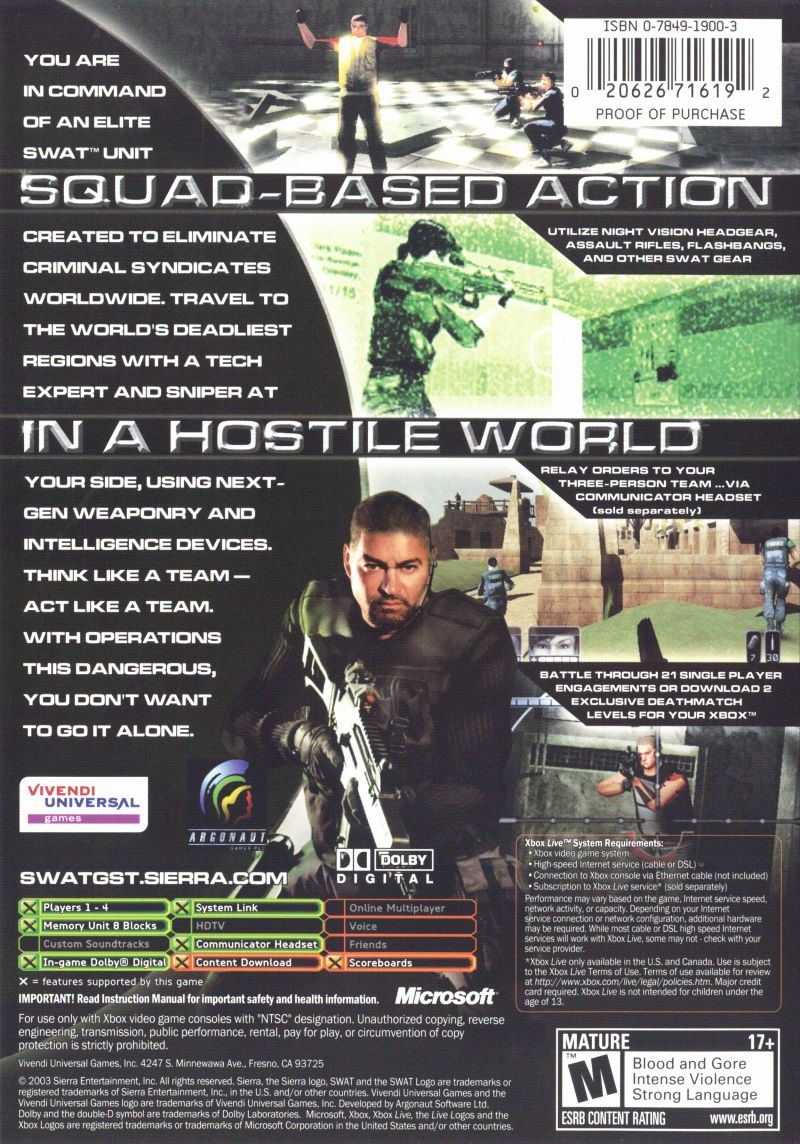 YOU ARE
IN COMMAND
OF AN ELITE
SWAT™ UNIT
ISBN 0-7849-1900-3
0 20626 71619 2
PROOF OF PURCHASE
SQUAD-BASED ACTION
CREATED TO ELIMINATE
CRIMINAL SYNDICATES
WORLDWIDE. TRAVEL TO
THE WORLD'S DEADLIEST
REGIONS WITH A TECH
EXPERT AND SNIPER AT
UTILIZE NIGHT VISION HEADGEAR,
ASSAULT RIFLES, FLASHBANGS,
AND OTHER SWAT GEAR
IN A HOSTILE WORLD
YOUR SIDE, USING NEXT-
GEN WEAPONRY AND
INTELLIGENCE DEVICES.
THINK LIKE A TEAM —
ACT LIKE A TEAM.
WITH OPERATIONS
THIS DANGEROUS,
YOU DON'T WANT
TO GO IT ALONE.
RELAY ORDERS TO YOUR
THREE-PERSON TEAM ...VIA
COMMUNICATOR HEADSET
(sold separately)
7 30
BATTLE THROUGH 21 SINGLE PLAYER
ENGAGEMENTS OR DOWNLOAD 2
EXCLUSIVE DEATHMATCH
LEVELS FOR YOUR XBOX™
VIVENDI
UNIVERSAL
games
ARGONAUT
GAMES PLC
DOLBY
DIGITAL
SWATGST.SIERRA.COM
Players 1 - 4
System Link
Online Multiplayer
Memory Unit 8 Blocks
HDTV
Voice
Custom Soundtracks
Communicator Headset
Friends
In-game Dolby® Digital
Content Download
Scoreboards
X = features supported by this game
IMPORTANT! Read Instruction Manual for important safety and health information.
Microsoft®
For use only with Xbox video game consoles with "NTSC" designation. Unauthorized copying, reverse
engineering, transmission, public performance, rental, pay for play, or circumvention of copy
protection is strictly prohibited.
Vivendi Universal Games, Inc. 4247 S. Minnewawa Ave., Fresno, CA 93725
© 2003 Sierra Entertainment, Inc. All rights reserved. Sierra, the Sierra logo, SWAT and the SWAT Logo are trademarks or
registered trademarks of Sierra Entertainment, Inc., in the U.S. and/or other countries. Vivendi Universal Games and the
Vivendi Universal Games logo are trademarks of Vivendi Universal Games, Inc. Developed by Argonaut Software Ltd.
Dolby and the double-D symbol are trademarks of Dolby Laboratories. Microsoft, Xbox, Xbox Live, the Live Logos and the
Xbox Logos are registered trademarks or trademarks of Microsoft Corporation in the United States and/or other countries.
Xbox Live™ System Requirements:
• Xbox video game system
• High-speed Internet service (cable or DSL)
• Connection to Xbox console via Ethernet cable (not included)
• Subscription to Xbox Live service* (sold separately)
Performance may vary based on the game, Internet service speed,
network activity, or capacity. Depending on your Internet
service connection or network configuration, additional hardware
may be required. While most cable or DSL high speed Internet
services will work with Xbox Live, some may not - check with your
service provider.
*Xbox Live only available in the U.S. and Canada. Use is subject
to the Xbox Live Terms of Use. Terms of use available for review
at http://www.xbox.com/live/legal/policies.htm. Major credit
card required. Xbox Live is not intended for children under the
age of 13.
MATURE 17+
TM
M
Blood and Gore
Intense Violence
Strong Language
ESRB CONTENT RATING www.esrb.org